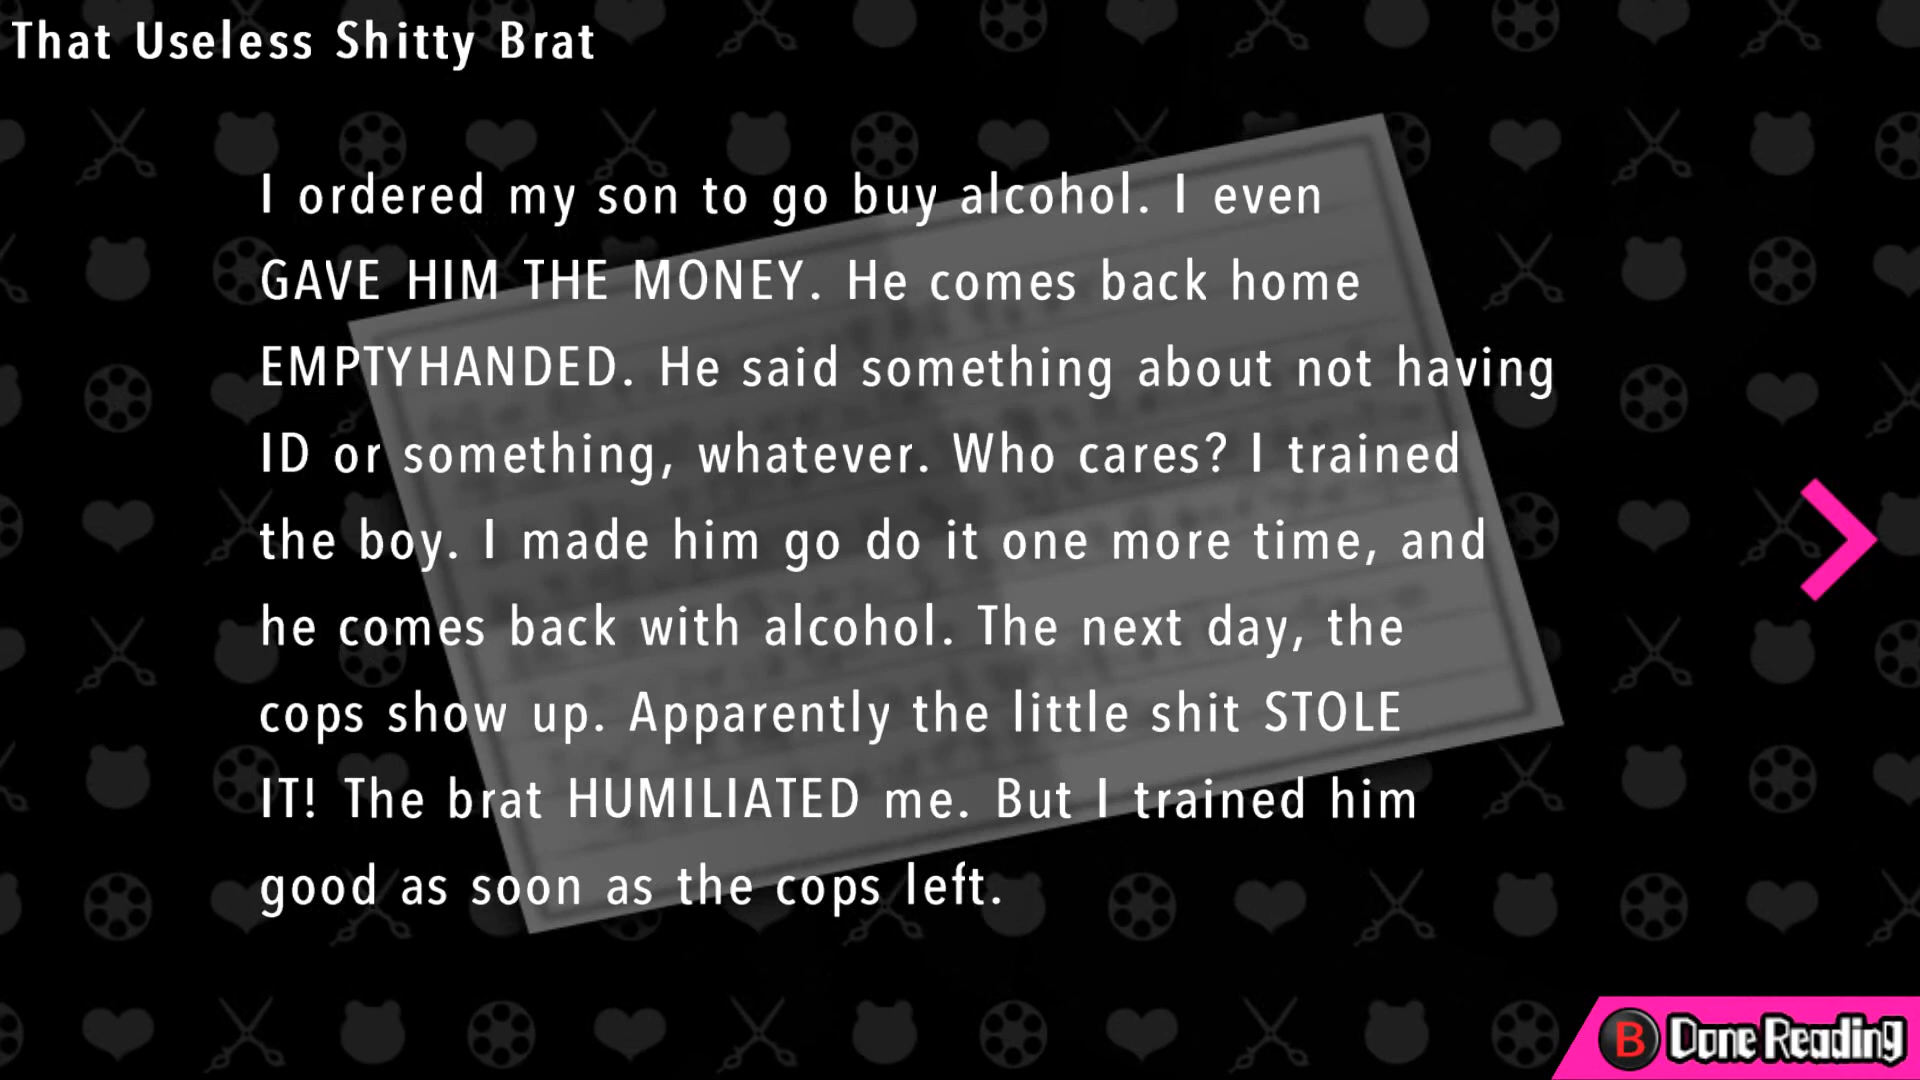 That Useless Shitty Brat
I ordered my son to go buy alcohol. I even
GAVE HIM THE MONEY. He comes back home
EMPTYHANDED. He said something about not having
ID or something, whatever. Who cares? I trained
the boy. I made him go do it one more time, and
he comes back with alcohol. The next day, the
cops show up. Apparently the little shit STOLE
IT! The brat HUMILIATED me. But I trained him
good as soon as the cops left.
B Done Reading